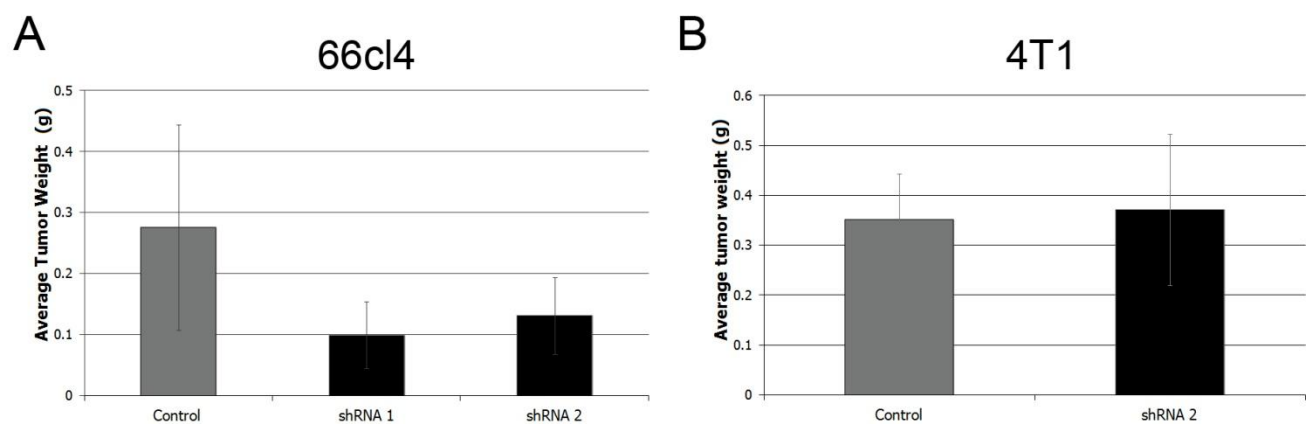 A
66cl4
Average Tumor Weight (g)
0.5
0.4
0.3
0.2
0.1
0
Control
shRNA 1
shRNA 2
B
4T1
Average tumor weight (g)
0.6
0.5
0.4
0.3
0.2
0.1
0
Control
shRNA 2